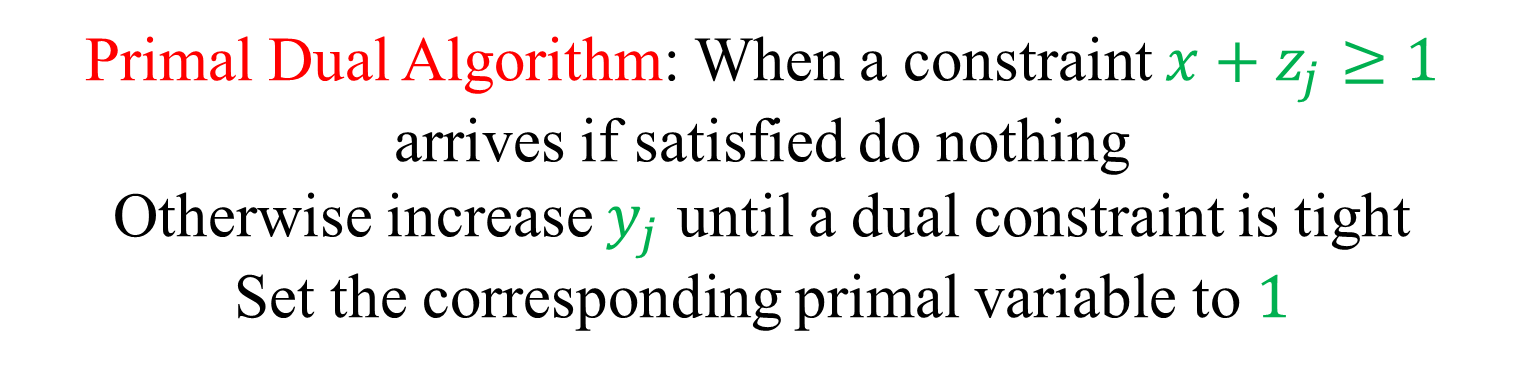 Primal Dual Algorithm: When a constraint x + z_j ≥ 1
arrives if satisfied do nothing
Otherwise increase y_j until a dual constraint is tight
Set the corresponding primal variable to 1